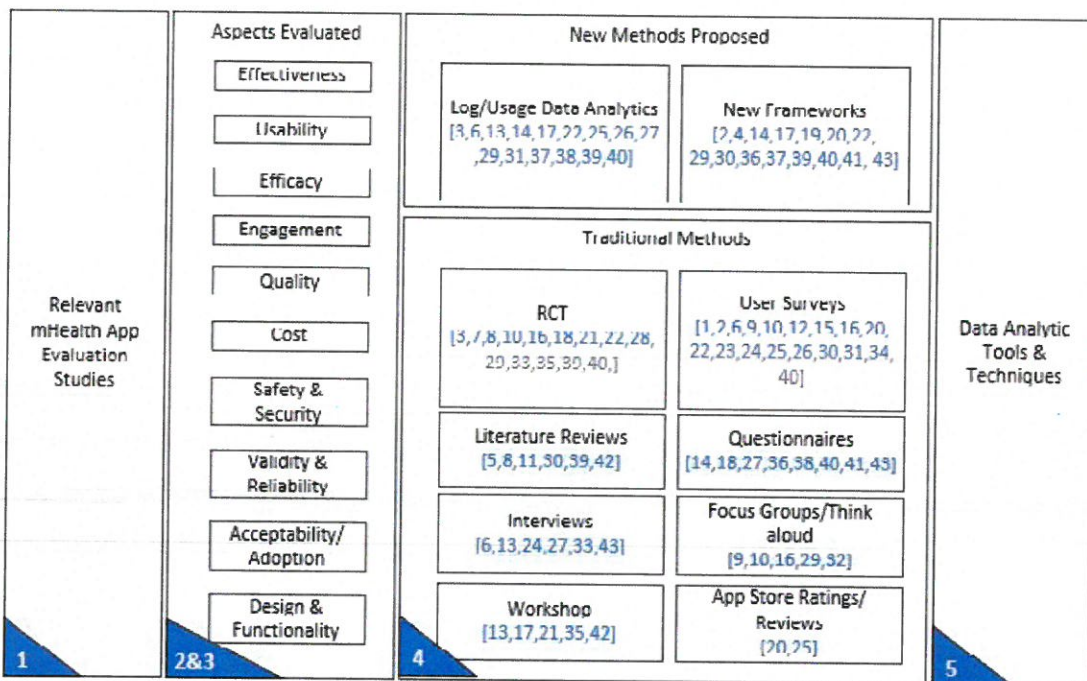 Relevant
mHealth App
Evaluation
Studies
1
Aspects Evaluated
Effectiveness
Usability
Efficacy
Engagement
Quality
Cost
Safety &
Security
Validity &
Reliability
Acceptability/
Adoption
Design &
Functionality
2&3
New Methods Proposed
Log/Usage Data Analytics
[3,6,13,14,17,22,25,26,27
,29,31,37,38,39,40]
New Frameworks
[2,4,14,17,19,20,22,
29,30,36,37,39,40,41, 43]
Traditional Methods
RCT
[3,7,8,10,16,18,21,22,28,
29,33,35,39,40,]
User Surveys
[1,2,6,9,10,12,15,16,20,
22,23,24,25,26,30,31,34,
40]
Literature Reviews
[5,8,11,30,39,42]
Questionnaires
[14,18,27,36,38,40,41,43]
Interviews
[6,13,24,27,33,43]
Focus Groups/Think
aloud
[9,10,16,29,32]
Workshop
[13,17,21,35,42]
App Store Ratings/
Reviews
[20,25]
4
Data Analytic
Tools &
Techniques
5